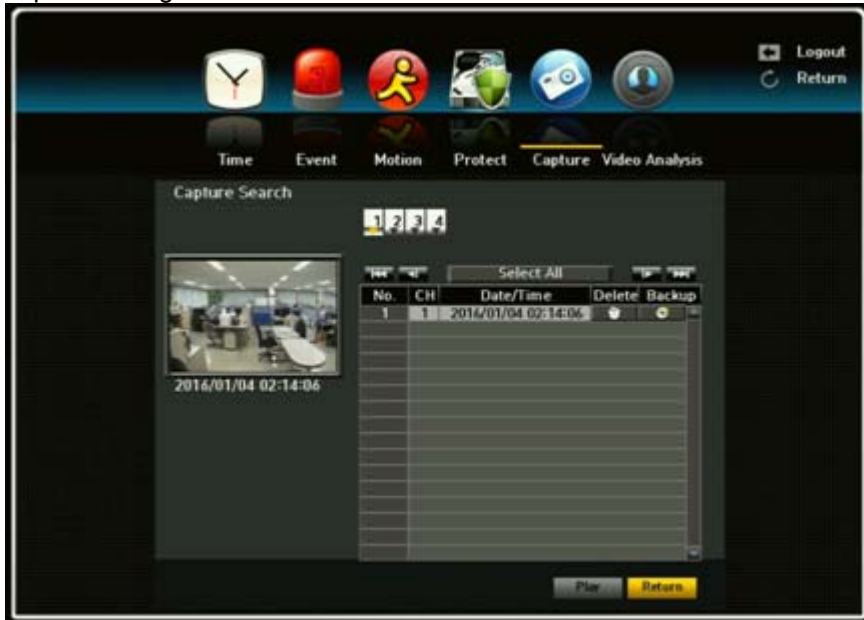 Logout
Return
Time Event Motion Protect Capture Video Analysis
Capture Search
1 2 3 4
Select All
No. CH Date/Time Delete Backup
1 1 2016/01/04 02:14:06
2016/01/04 02:14:06
Play Return